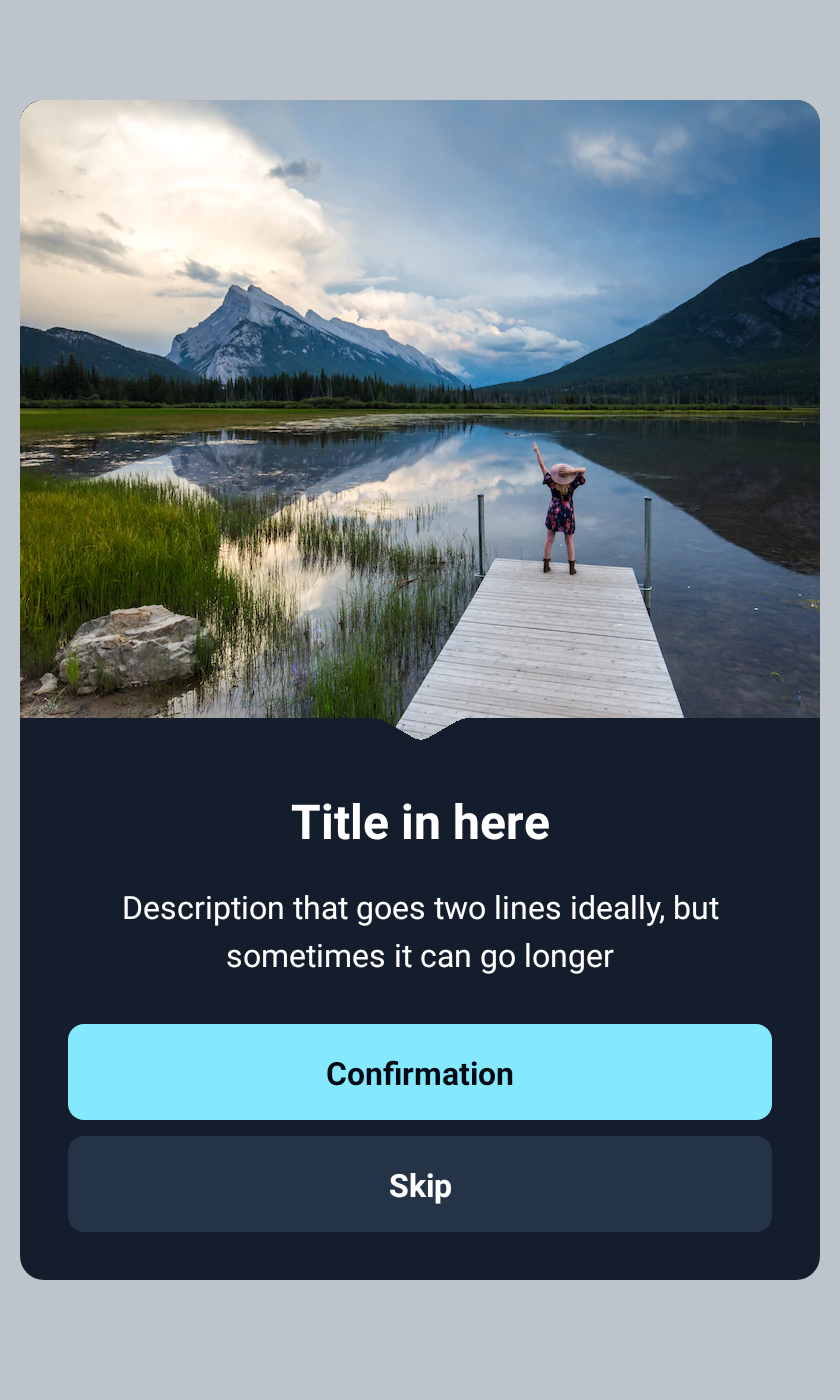 Title in here
Description that goes two lines ideally, but
sometimes it can go longer
Confirmation
Skip